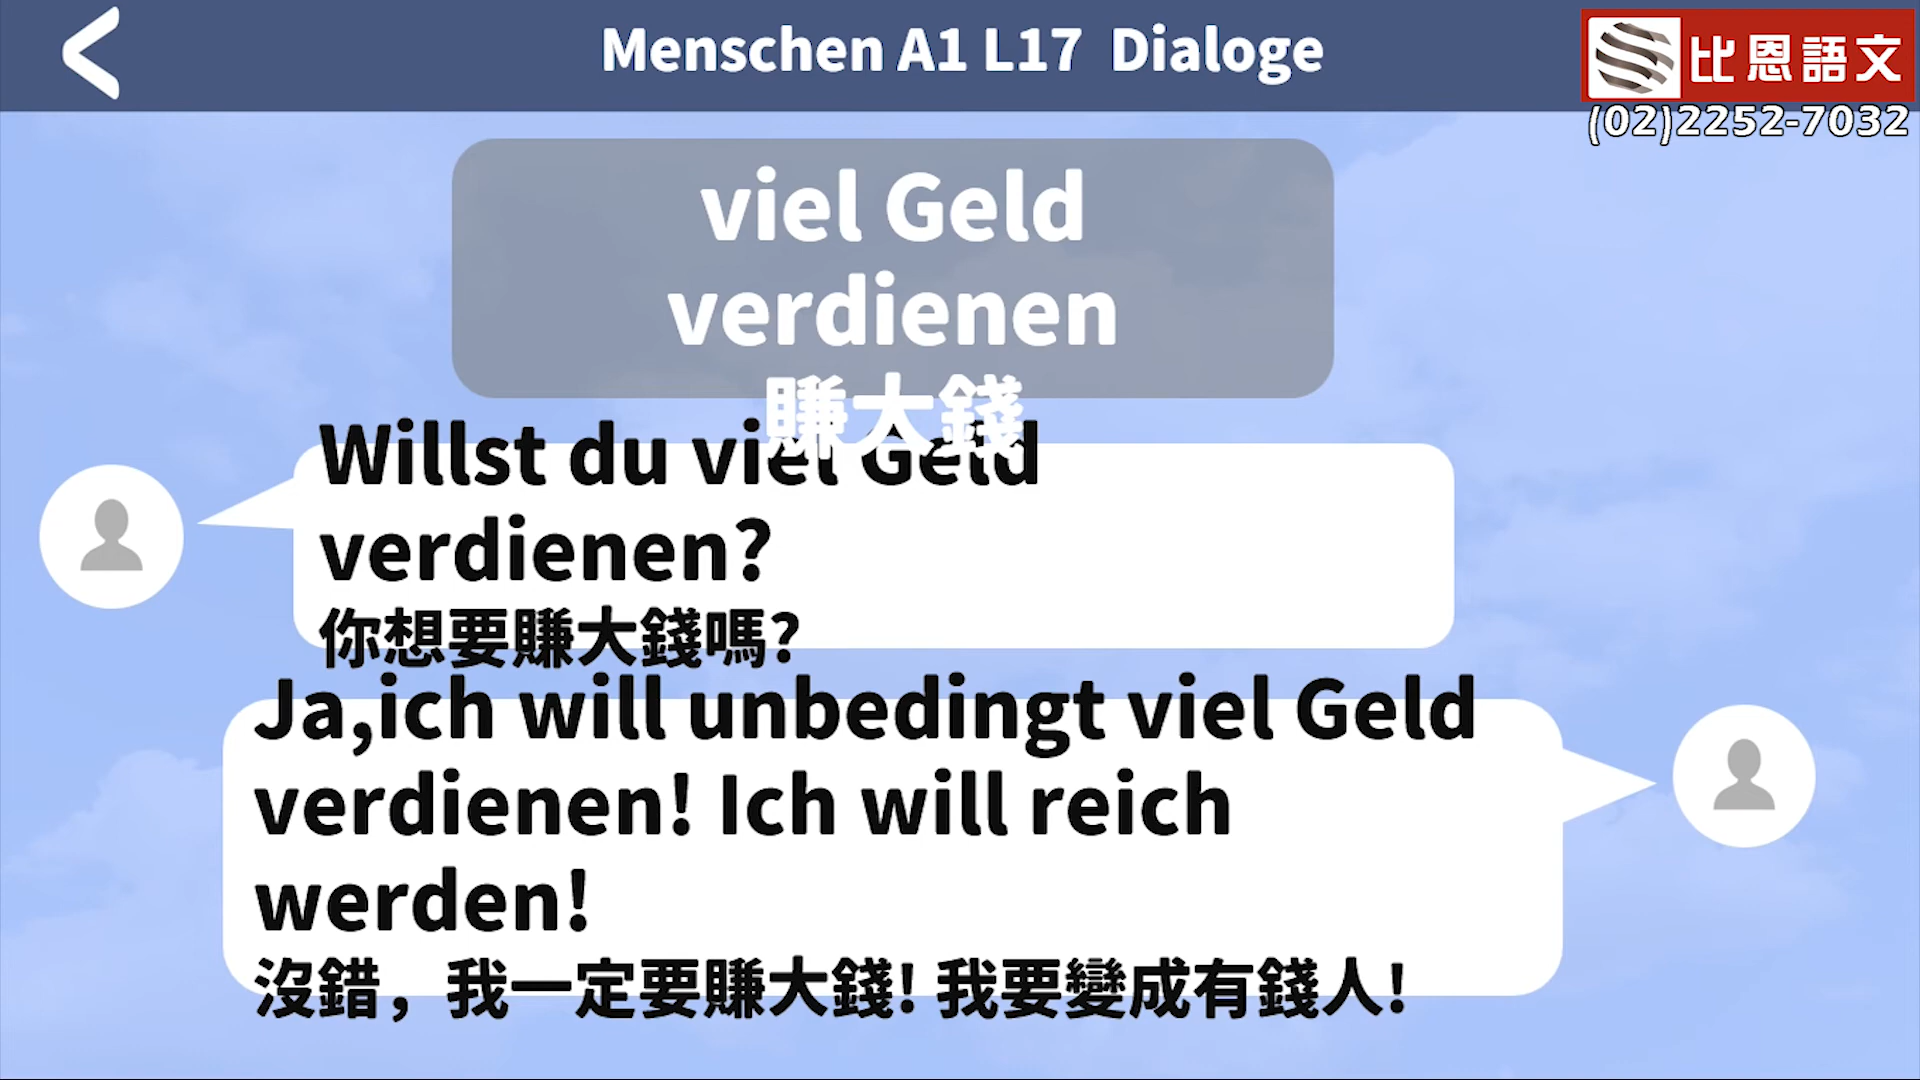 Menschen A1 L17 Dialoge
比恩語文
(02)2252-7032
viel Geld
verdienen
賺大錢
Willst du viel Geld
verdienen?
你想要賺大錢嗎?
Ja,ich will unbedingt viel Geld
verdienen! Ich will reich
werden!
沒錯，我一定要賺大錢! 我要變成有錢人!